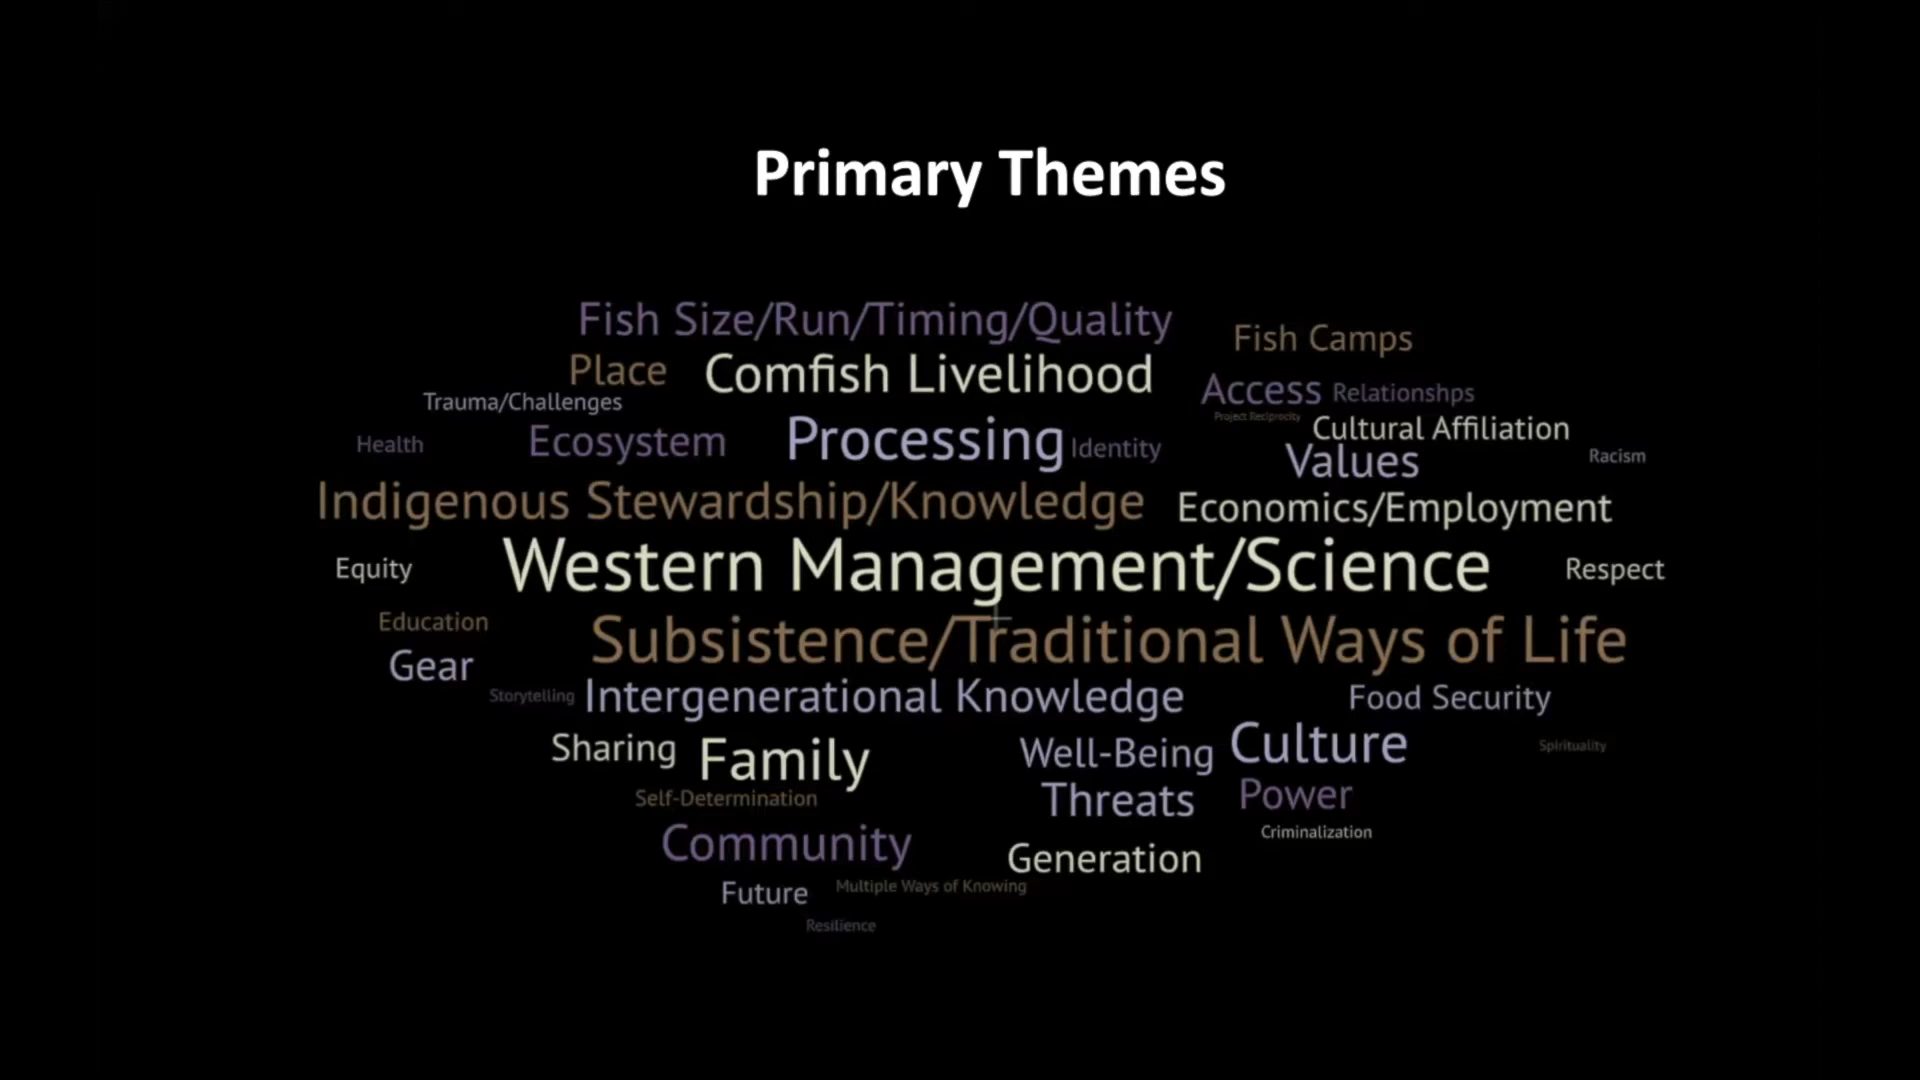 Primary Themes
Fish Size/Run/Timing/Quality
Fish Camps
Place
Comfish Livelihood
Access
Relationshps
Trauma/Challenges
Project Reciprocity
Cultural Affiliation
Health
Ecosystem
Processing
Identity
Values
Racism
Indigenous Stewardship/Knowledge
Economics/Employment
Equity
Western Management/Science
Respect
Education
Subsistence/Traditional Ways of Life
Gear
Storytelling
Intergenerational Knowledge
Food Security
Sharing
Family
Well-Being
Culture
Spirituality
Self-Determination
Threats
Power
Criminalization
Community
Generation
Future
Multiple Ways of Knowing
Resilience